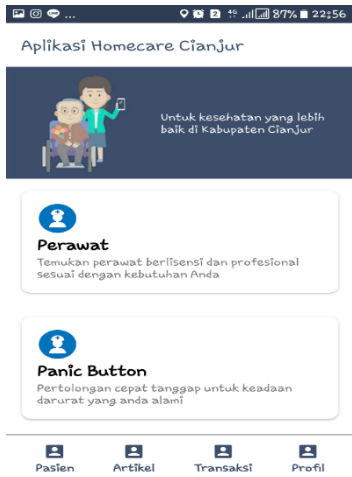 87% 22:56
Aplikasi Homecare Cianjur
Untuk kesehatan yang lebih
baik di Kabupaten Cianjur
Perawat
Temukan perawat berlisensi dan profesional
sesuai dengan kebutuhan Anda
Panic Button
Pertolongan cepat tanggap untuk keadaan
darurat yang anda alami
Pasien Artikel Transaksi Profil